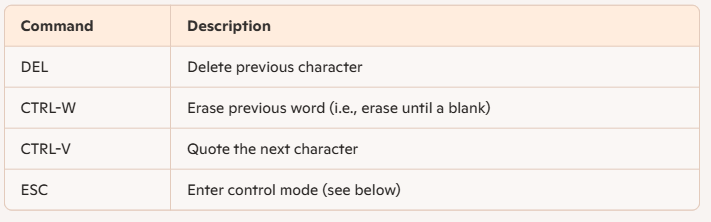 Command Description
DEL Delete previous character
CTRL-W Erase previous word (i.e., erase until a blank)
CTRL-V Quote the next character
ESC Enter control mode (see below)